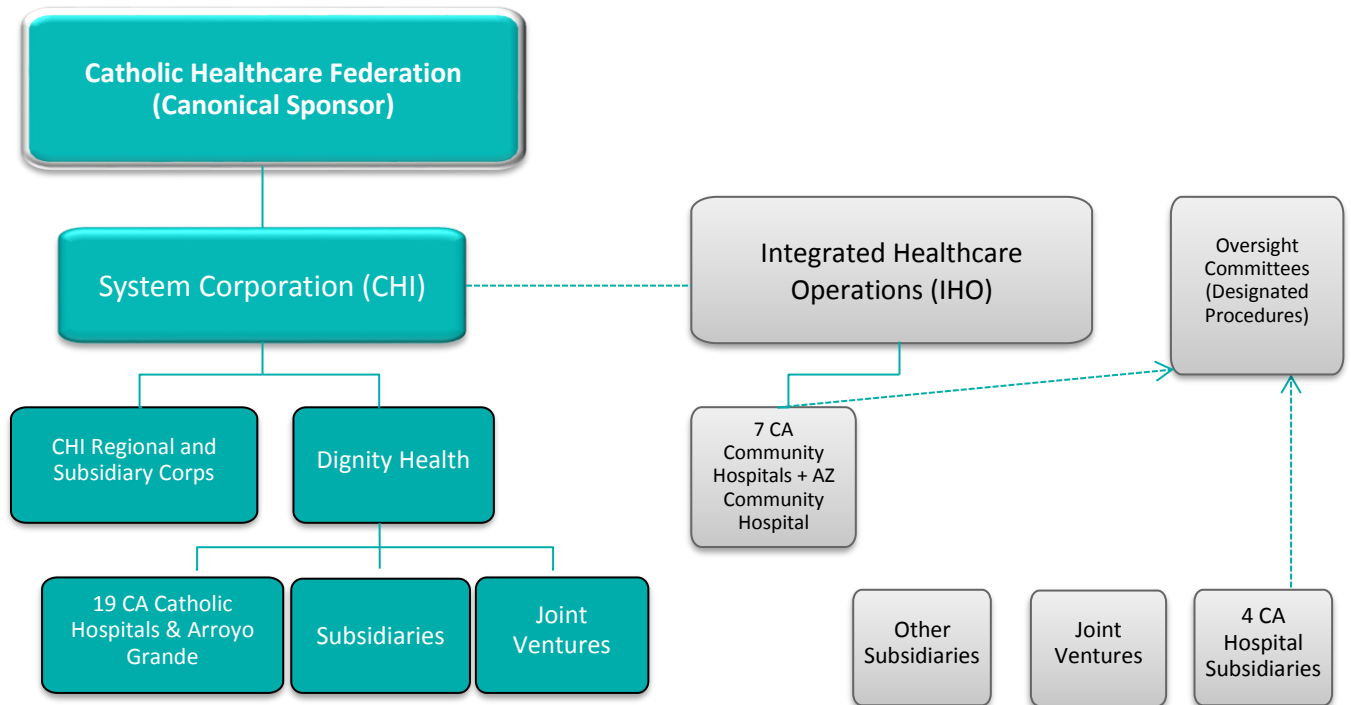 Catholic Healthcare Federation
(Canonical Sponsor)
System Corporation (CHI)
Integrated Healthcare
Operations (IHO)
Oversight
Committees
(Designated
Procedures)
CHI Regional and
Subsidiary Corps
Dignity Health
7 CA
Community
Hospitals + AZ
Community
Hospital
19 CA Catholic
Hospitals & Arroyo
Grande
Subsidiaries
Joint
Ventures
Other
Subsidiaries
Joint
Ventures
4 CA
Hospital
Subsidiaries